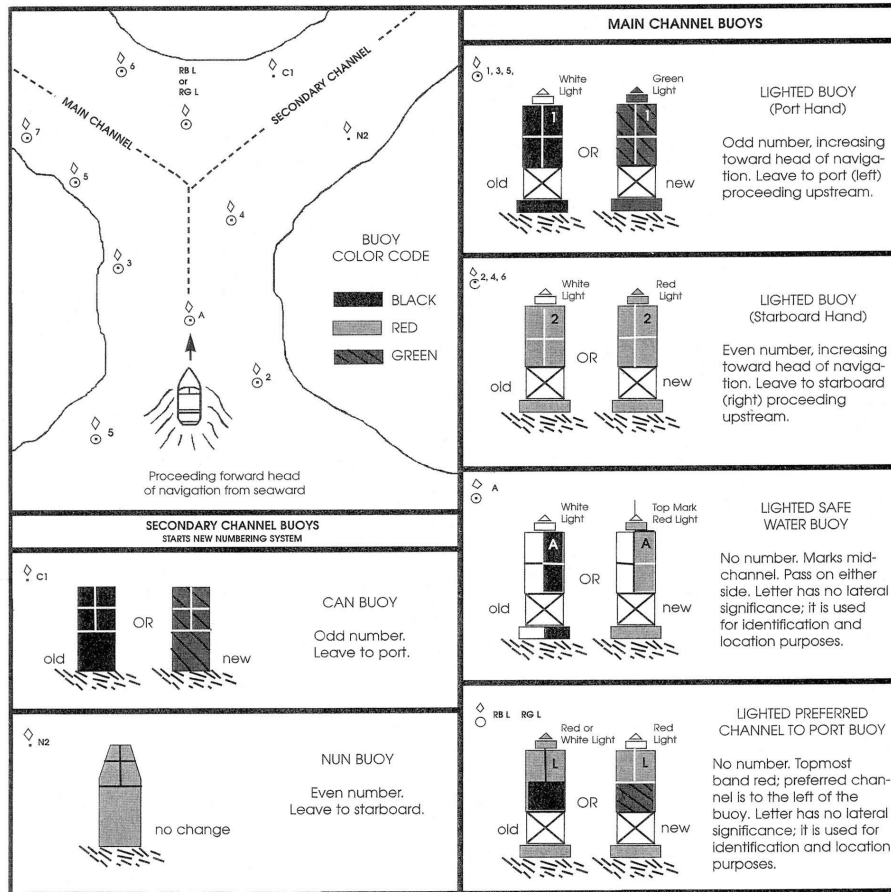 6
RB L
or
RG L
C1
MAIN CHANNEL
SECONDARY CHANNEL
7
N2
5
4
3
BUOY
COLOR CODE
BLACK
RED
GREEN
A
2
5
Proceeding forward head
of navigation from seaward
SECONDARY CHANNEL BUOYS
STARTS NEW NUMBERING SYSTEM
C1
OR
old
new
CAN BUOY
Odd number.
Leave to port.
N2
no change
NUN BUOY
Even number.
Leave to starboard.
MAIN CHANNEL BUOYS
1, 3, 5,
White
Light
Green
Light
1
1
OR
old
new
LIGHTED BUOY
(Port Hand)
Odd number, increasing
toward head of naviga-
tion. Leave to port (left)
proceeding upstream.
2, 4, 6
White
Light
Red
Light
2
2
OR
old
new
LIGHTED BUOY
(Starboard Hand)
Even number, increasing
toward head of naviga-
tion. Leave to starboard
(right) proceeding
upstream.
A
White
Light
Top Mark
Red Light
A
A
OR
old
new
LIGHTED SAFE
WATER BUOY
No number. Marks mid-
channel. Pass on either
side. Letter has no lateral
significance; it is used
for identification and
location purposes.
RB L RG L
Red or
White Light
Red
Light
L
L
OR
old
new
LIGHTED PREFERRED
CHANNEL TO PORT BUOY
No number. Topmost
band red; preferred chan-
nel is to the left of the
buoy. Letter has no lateral
significance; it is used for
identification and location
purposes.